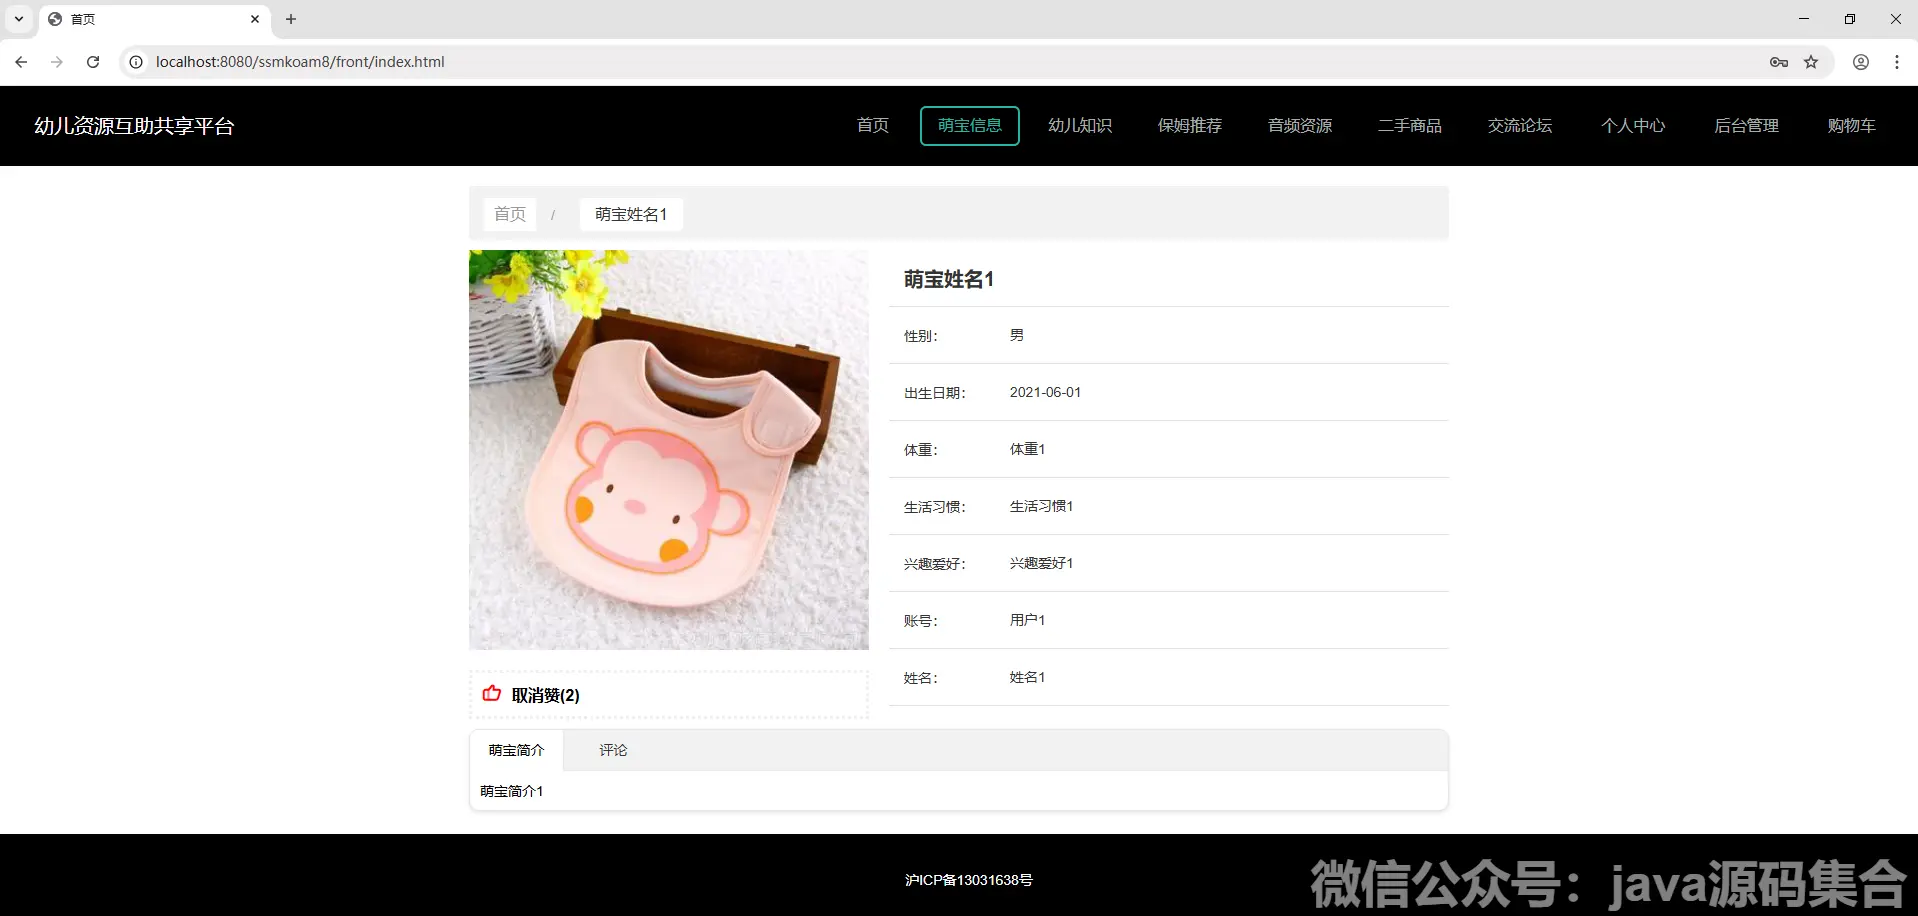 首页
localhost:8080/ssmkoam8/front/index.html
幼儿资源互助共享平台
首页 萌宝信息 幼儿知识 保姆推荐 音频资源 二手商品 交流论坛 个人中心 后台管理 购物车
首页 / 萌宝姓名1
萌宝姓名1
性别： 男
出生日期： 2021-06-01
体重： 体重1
生活习惯： 生活习惯1
兴趣爱好： 兴趣爱好1
账号： 用户1
姓名： 姓名1
取消赞(2)
萌宝简介 评论
萌宝简介1
沪ICP备13031638号
微信公众号：java源码集合